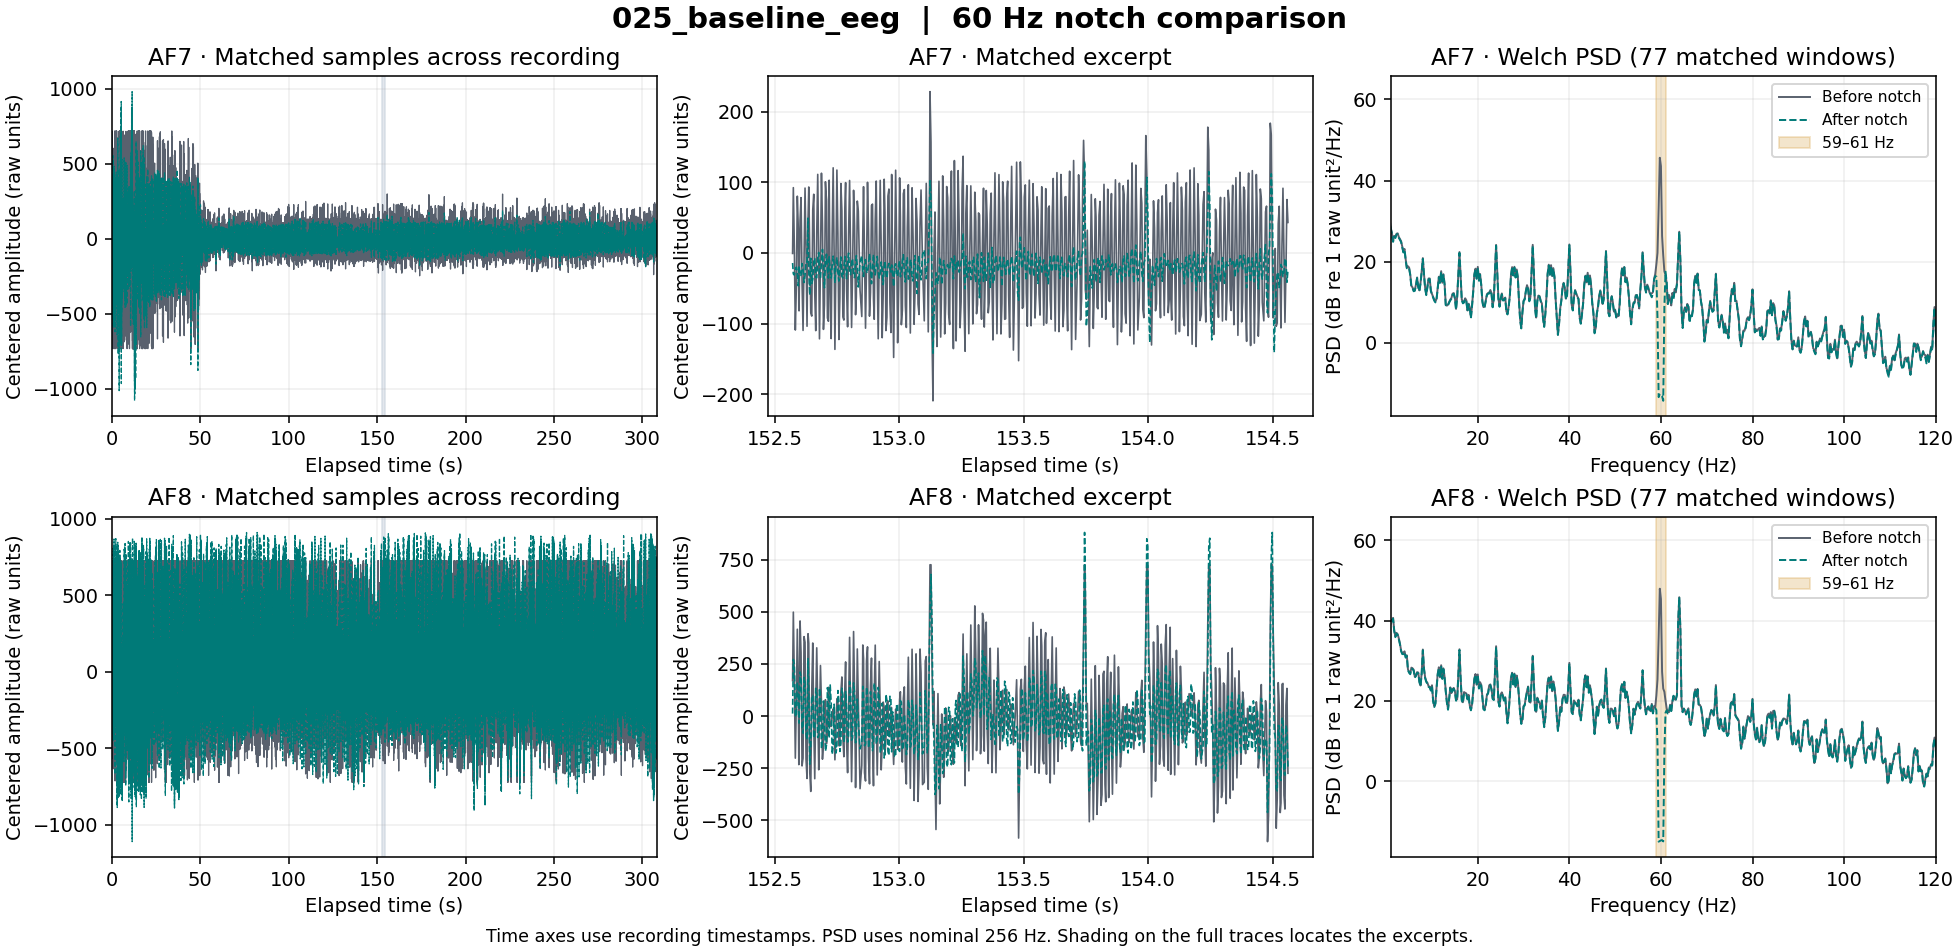 025_baseline_eeg  |  60 Hz notch comparison
AF7 · Matched samples across recording
Centered amplitude (raw units)
1000
500
0
−500
−1000
0 50 100 150 200 250 300
Elapsed time (s)
AF7 · Matched excerpt
Centered amplitude (raw units)
200
100
0
−100
−200
152.5 153.0 153.5 154.0 154.5
Elapsed time (s)
AF7 · Welch PSD (77 matched windows)
PSD (dB re 1 raw unit²/Hz)
60
40
20
0
Before notch
After notch
59–61 Hz
20 40 60 80 100 120
Frequency (Hz)
AF8 · Matched samples across recording
Centered amplitude (raw units)
1000
500
0
−500
−1000
0 50 100 150 200 250 300
Elapsed time (s)
AF8 · Matched excerpt
Centered amplitude (raw units)
750
500
250
0
−250
−500
152.5 153.0 153.5 154.0 154.5
Elapsed time (s)
AF8 · Welch PSD (77 matched windows)
PSD (dB re 1 raw unit²/Hz)
60
40
20
0
Before notch
After notch
59–61 Hz
20 40 60 80 100 120
Frequency (Hz)
Time axes use recording timestamps. PSD uses nominal 256 Hz. Shading on the full traces locates the excerpts.